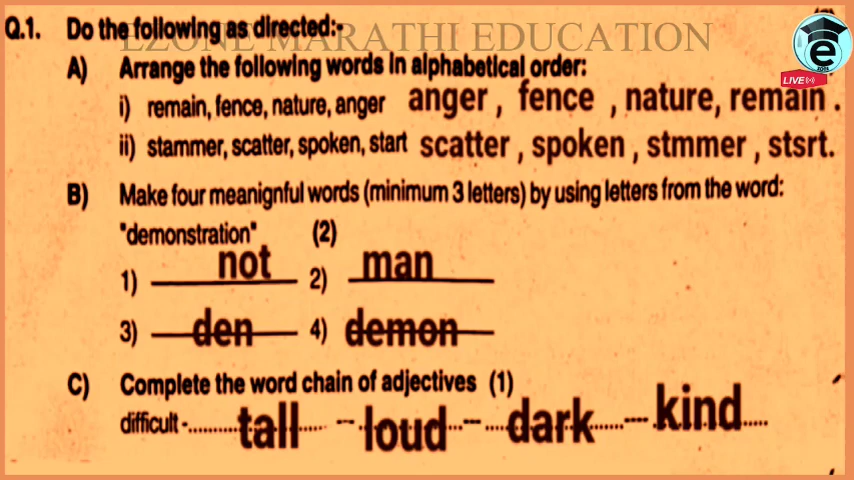 Q.1. Do the following as directed:-
EZONE MARATHI EDUCATION
e
LIVE
A) Arrange the following words in alphabetical order:
i) remain, fence, nature, anger anger , fence , nature, remain .
ii) stammer, scatter, spoken, start scatter , spoken , stmmer , stsrt.
B) Make four meanignful words (minimum 3 letters) by using letters from the word:
"demonstration" (2)
1) not 2) man
3) den 4) demon
C) Complete the word chain of adjectives (1)
difficult -.......... tall ...... -- loud ... -- ..... dark ...... --- kind .....